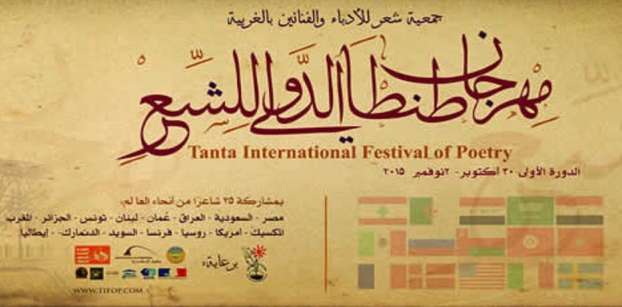 جمعية شعر للأدباء والفنانين بالغربية
مهرجان طنطا الدولي للشعر
Tanta International Festival of Poetry
الدورة الأولى ٣٠ أكتوبر - ٢ نوفمبر ٢٠١٥
بمشاركة ٢٥ شاعرًا من أنحاء العالم:
مصر - السعودية - العراق - عُمان - لبنان - تونس - الجزائر - المغرب
المكسيك - أمريكا - روسيا - فرنسا - السويد - الدنمارك - إيطاليا
برعاية:
WWW.TIFOP.COM